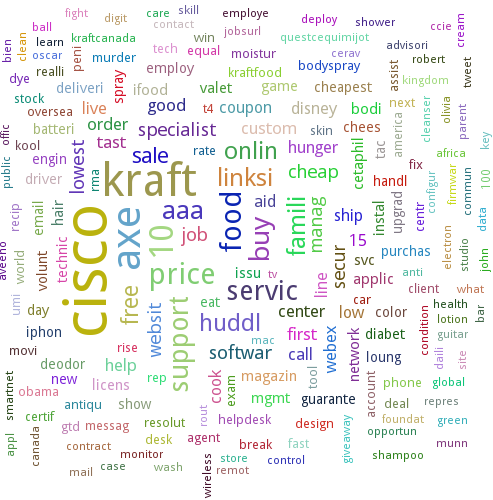 fight
digit
care
skill
employe
deploy
shower
ccie
cream
ball
kraftcanada
contact
jobsurl
questcequimijot
bien
clean
learn
oscar
peni
win
tech
equal
moistur
cerav
advisori
robert
tweet
realli
murder
bodyspray
assist
kingdom
dye
spray
employ
kraftfood
game
cheapest
stock
deliveri
ifood
valet
next
cleanser
olivia
parent
oversea
live
good
t4
coupon
disney
bodi
america
key
offic
batteri
order
specialist
custom
skin
chees
tac
kool
tast
public
engin
lowest
sale
rate
onlin
hunger
cetaphil
africa
driver
rna
kraft
linksi
cheap
handl
fix
configur
firmwar
commun
100
recip
email
hair
cisco
axe
aaa
food
aid
famili
manag
ship
instal
upgrad
centr
data
umi
volunt
technic
10
job
buy
15
purchas
electron
studio
john
aveeno
world
price
issu
tv
line
secur
svc
applic
anti
client
what
day
free
websit
support
eat
servic
center
car
low
color
health
lotion
bar
iphon
huddl
first
webex
network
diabet
condition
guitar
movi
rise
mac
softwar
call
loung
daili
site
deodor
help
rep
cook
magazin
tool
account
phone
global
smartnet
obama
new
licens
exam
mgmt
guarante
deal
repres
antiqu
show
rout
foundat
green
appl
certif
gtd
messag
resolut
helpdesk
design
giveaway
opportun
munn
canada
contract
desk
agent
break
fast
monitor
store
shampoo
mail
case
wash
wireless
remot
control